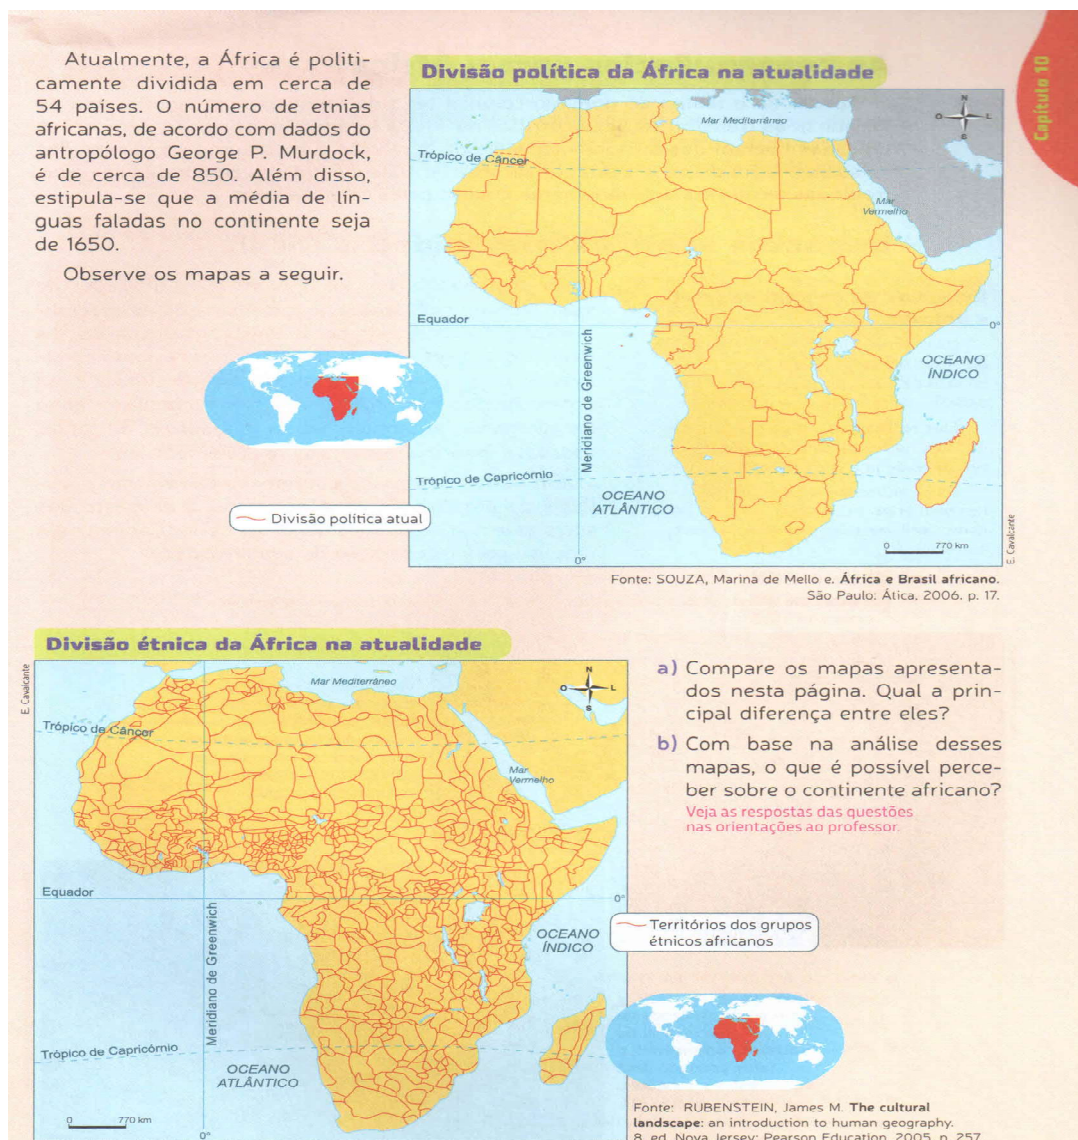 Atualmente, a África é politi-
camente dividida em cerca de
54 países. O número de etnias
africanas, de acordo com dados do
antropólogo George P. Murdock,
é de cerca de 850. Além disso,
estipula-se que a média de lín-
guas faladas no continente seja
de 1650.
Observe os mapas a seguir.
Capítulo 10
Divisão política da África na atualidade
N
O
L
S
Mar Mediterrâneo
Trópico de Câncer
Mar
Vermelho
Equador
0°
Meridiano de Greenwich
OCEANO
ÍNDICO
Trópico de Capricórnio
OCEANO
ATLÂNTICO
0
770 km
0°
E. Cavalcante
Divisão política atual
Fonte: SOUZA, Marina de Mello e. África e Brasil africano.
São Paulo: Ática, 2006. p. 17.
Divisão étnica da África na atualidade
E. Cavalcante
N
O
L
S
Mar Mediterrâneo
Trópico de Câncer
Mar
Vermelho
Equador
0°
Meridiano de Greenwich
OCEANO
ÍNDICO
Trópico de Capricórnio
OCEANO
ATLÂNTICO
0
770 km
0°
a) Compare os mapas apresenta-
dos nesta página. Qual a prin-
cipal diferença entre eles?
b) Com base na análise desses
mapas, o que é possível perce-
ber sobre o continente africano?
Veja as respostas das questões
nas orientações ao professor.
Territórios dos grupos
étnicos africanos
Fonte: RUBENSTEIN, James M. The cultural
landscape: an introduction to human geography.
8. ed. Nova Jersey: Pearson Education, 2005. p. 257.